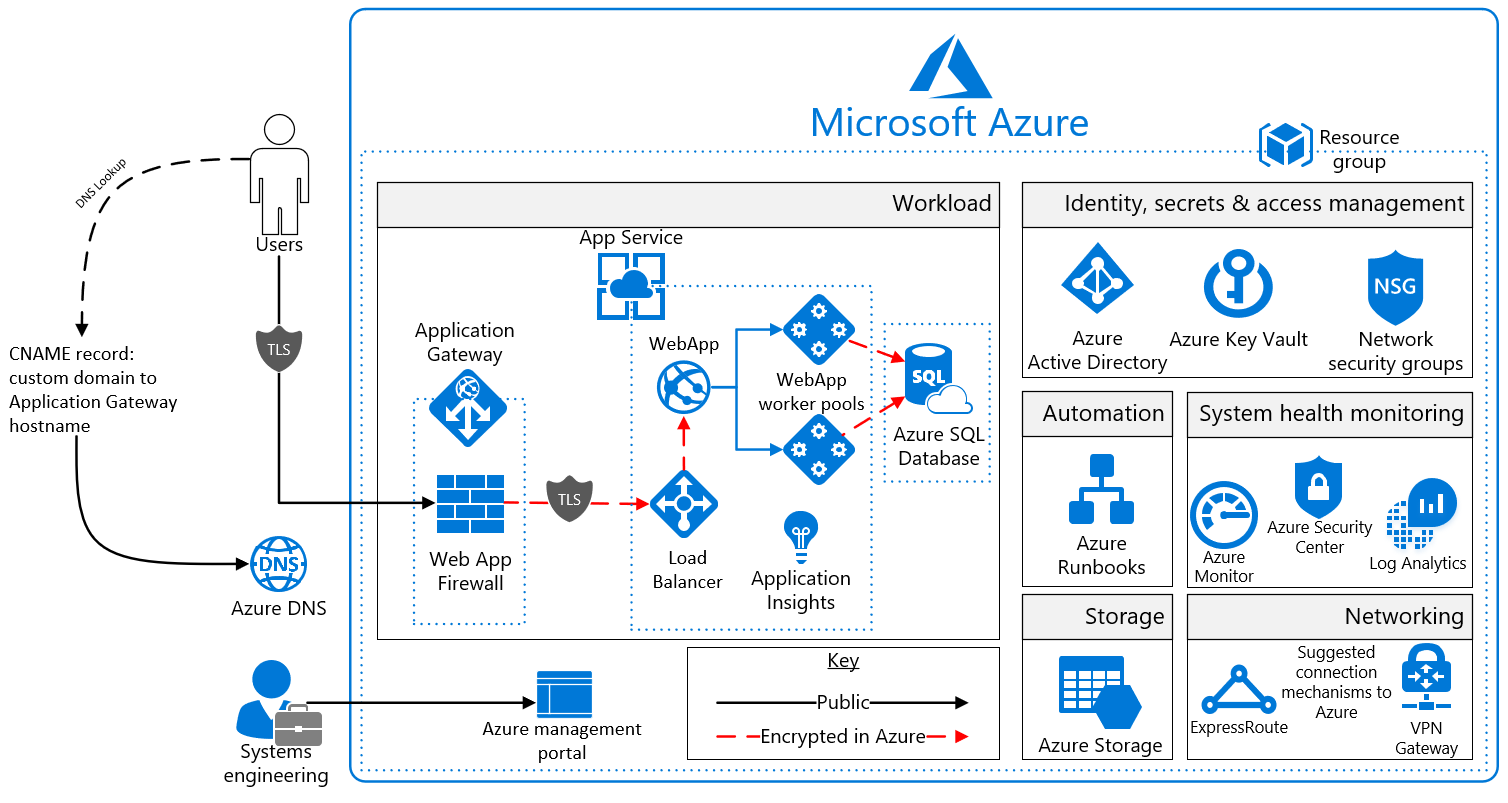 Microsoft Azure
Resource
group
DNS Lookup
Users
TLS
CNAME record:
custom domain to
Application Gateway
hostname
DNS
Azure DNS
Systems
engineering
Workload
App Service
Application
Gateway
WebApp
WebApp
worker pools
SQL
Azure SQL
Database
TLS
Web App
Firewall
Load
Balancer
Application
Insights
Azure management
portal
Key
Public
Encrypted in Azure
Identity, secrets & access management
Azure
Active Directory
Azure Key Vault
NSG
Network
security groups
Automation
Azure
Runbooks
System health monitoring
Azure
Monitor
Azure Security
Center
Log Analytics
Storage
Azure Storage
Networking
ExpressRoute
Suggested
connection
mechanisms to
Azure
VPN
Gateway